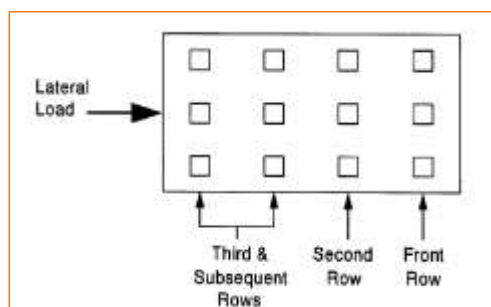 Lateral
Load
Third &
Subsequent
Rows
Second
Row
Front
Row